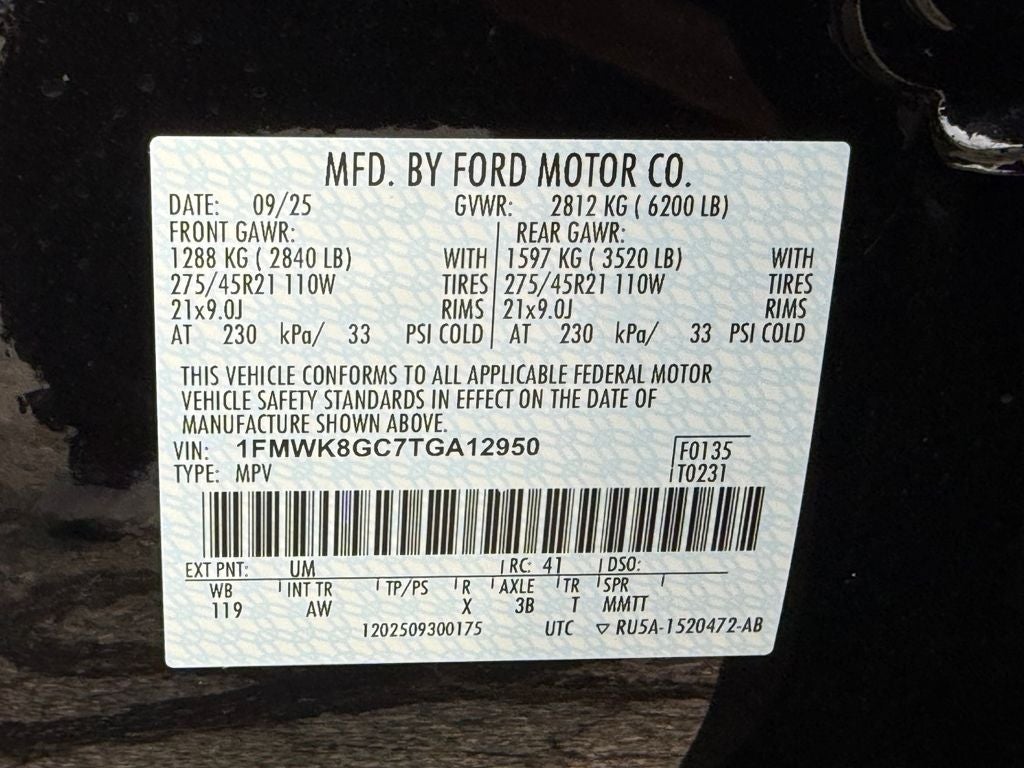 MFD. BY FORD MOTOR CO.
DATE: 09/25 GVWR: 2812 KG ( 6200 LB)
FRONT GAWR: REAR GAWR:
1288 KG ( 2840 LB) WITH 1597 KG ( 3520 LB) WITH
275/45R21 110W TIRES 275/45R21 110W TIRES
21x9.0J RIMS 21x9.0J RIMS
AT 230 kPa/ 33 PSI COLD AT 230 kPa/ 33 PSI COLD
THIS VEHICLE CONFORMS TO ALL APPLICABLE FEDERAL MOTOR
VEHICLE SAFETY STANDARDS IN EFFECT ON THE DATE OF
MANUFACTURE SHOWN ABOVE.
VIN: 1FMWK8GC7TGA12950 F0135
TYPE: MPV T0231
EXT PNT: UM RC: 41 DSO:
WB INT TR TP/PS R AXLE TR SPR
119 AW X 3B T MMTT
1202509300175 UTC ▽ RU5A-1520472-AB